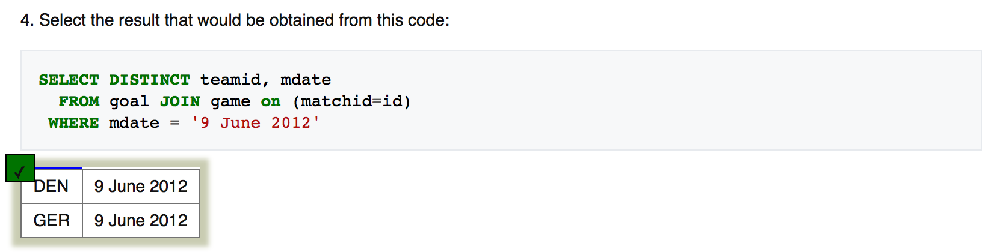 4. Select the result that would be obtained from this code:
SELECT DISTINCT teamid, mdate
FROM goal JOIN game on (matchid=id)
WHERE mdate = '9 June 2012'
✓
DEN 9 June 2012
GER 9 June 2012